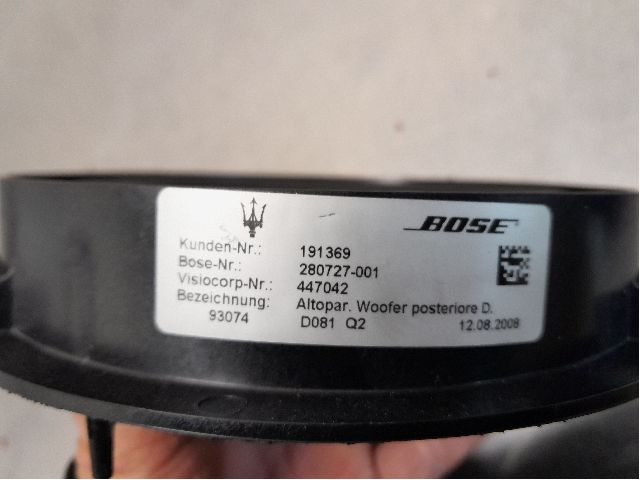 BOSE
Kunden-Nr.: 191369
Bose-Nr.: 280727-001
Visiocorp-Nr.: 447042
Bezeichnung: Altopar. Woofer posteriore D.
93074 D081 Q2 12.08.2008